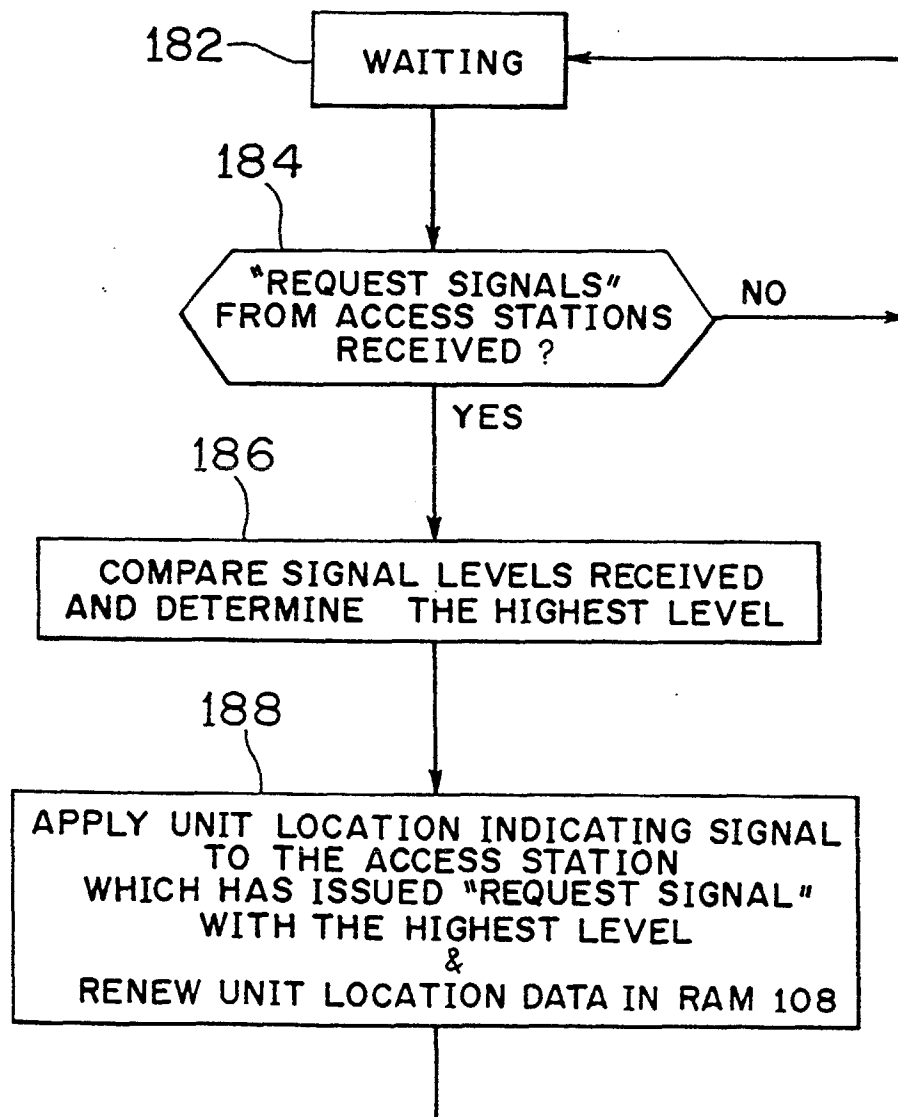 182
WAITING
184
"REQUEST SIGNALS"
FROM ACCESS STATIONS
RECEIVED ?
NO
YES
186
COMPARE SIGNAL LEVELS RECEIVED
AND DETERMINE THE HIGHEST LEVEL
188
APPLY UNIT LOCATION INDICATING SIGNAL
TO THE ACCESS STATION
WHICH HAS ISSUED "REQUEST SIGNAL"
WITH THE HIGHEST LEVEL
&
RENEW UNIT LOCATION DATA IN RAM 108